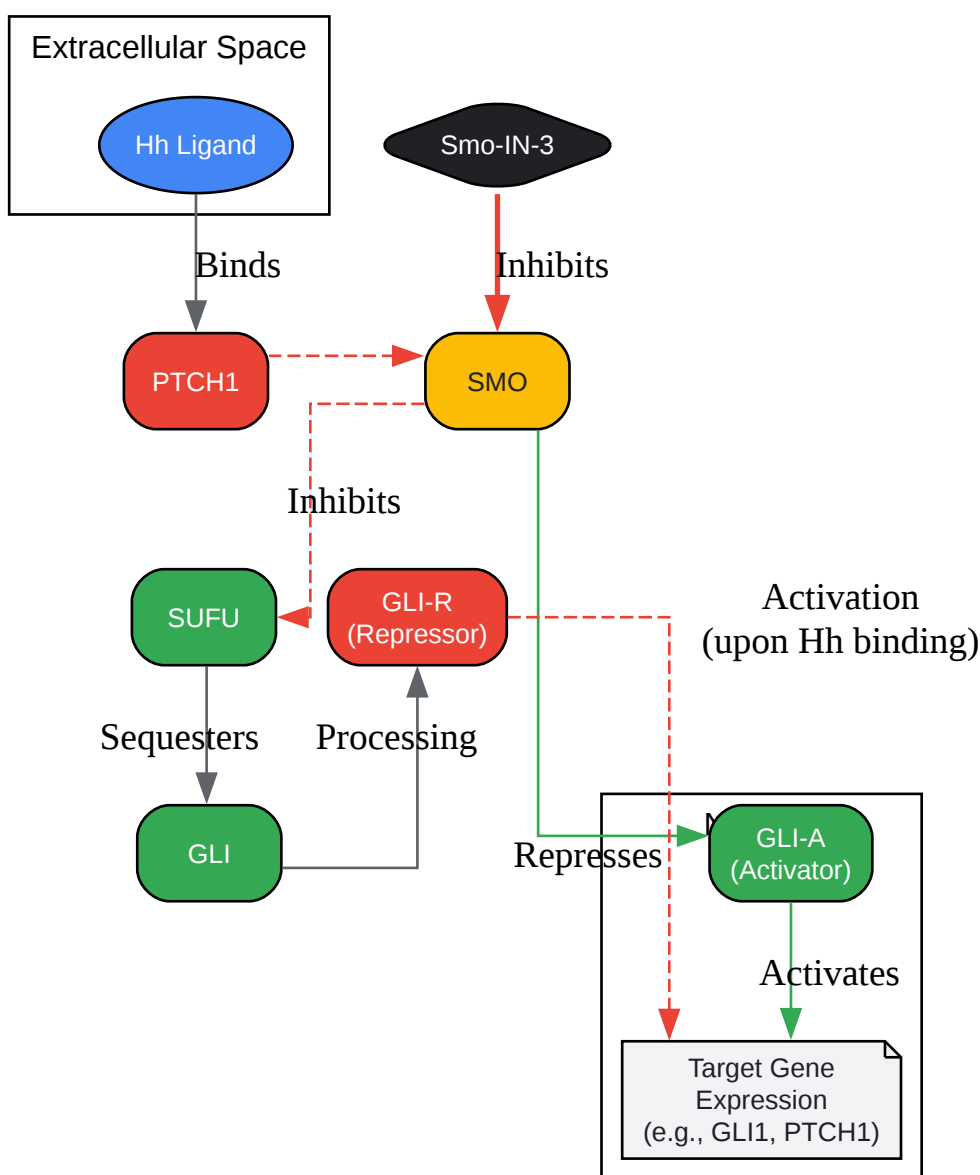 Extracellular Space
Hh Ligand
Smo-IN-3
Binds
Inhibits
PTCH1
SMO
Inhibits
SUFU
GLI-R
(Repressor)
Activation
(upon Hh binding)
Sequesters
Processing
GLI
GLI-A
(Activator)
Represses
Activates
Target Gene
Expression
(e.g., GLI1, PTCH1)